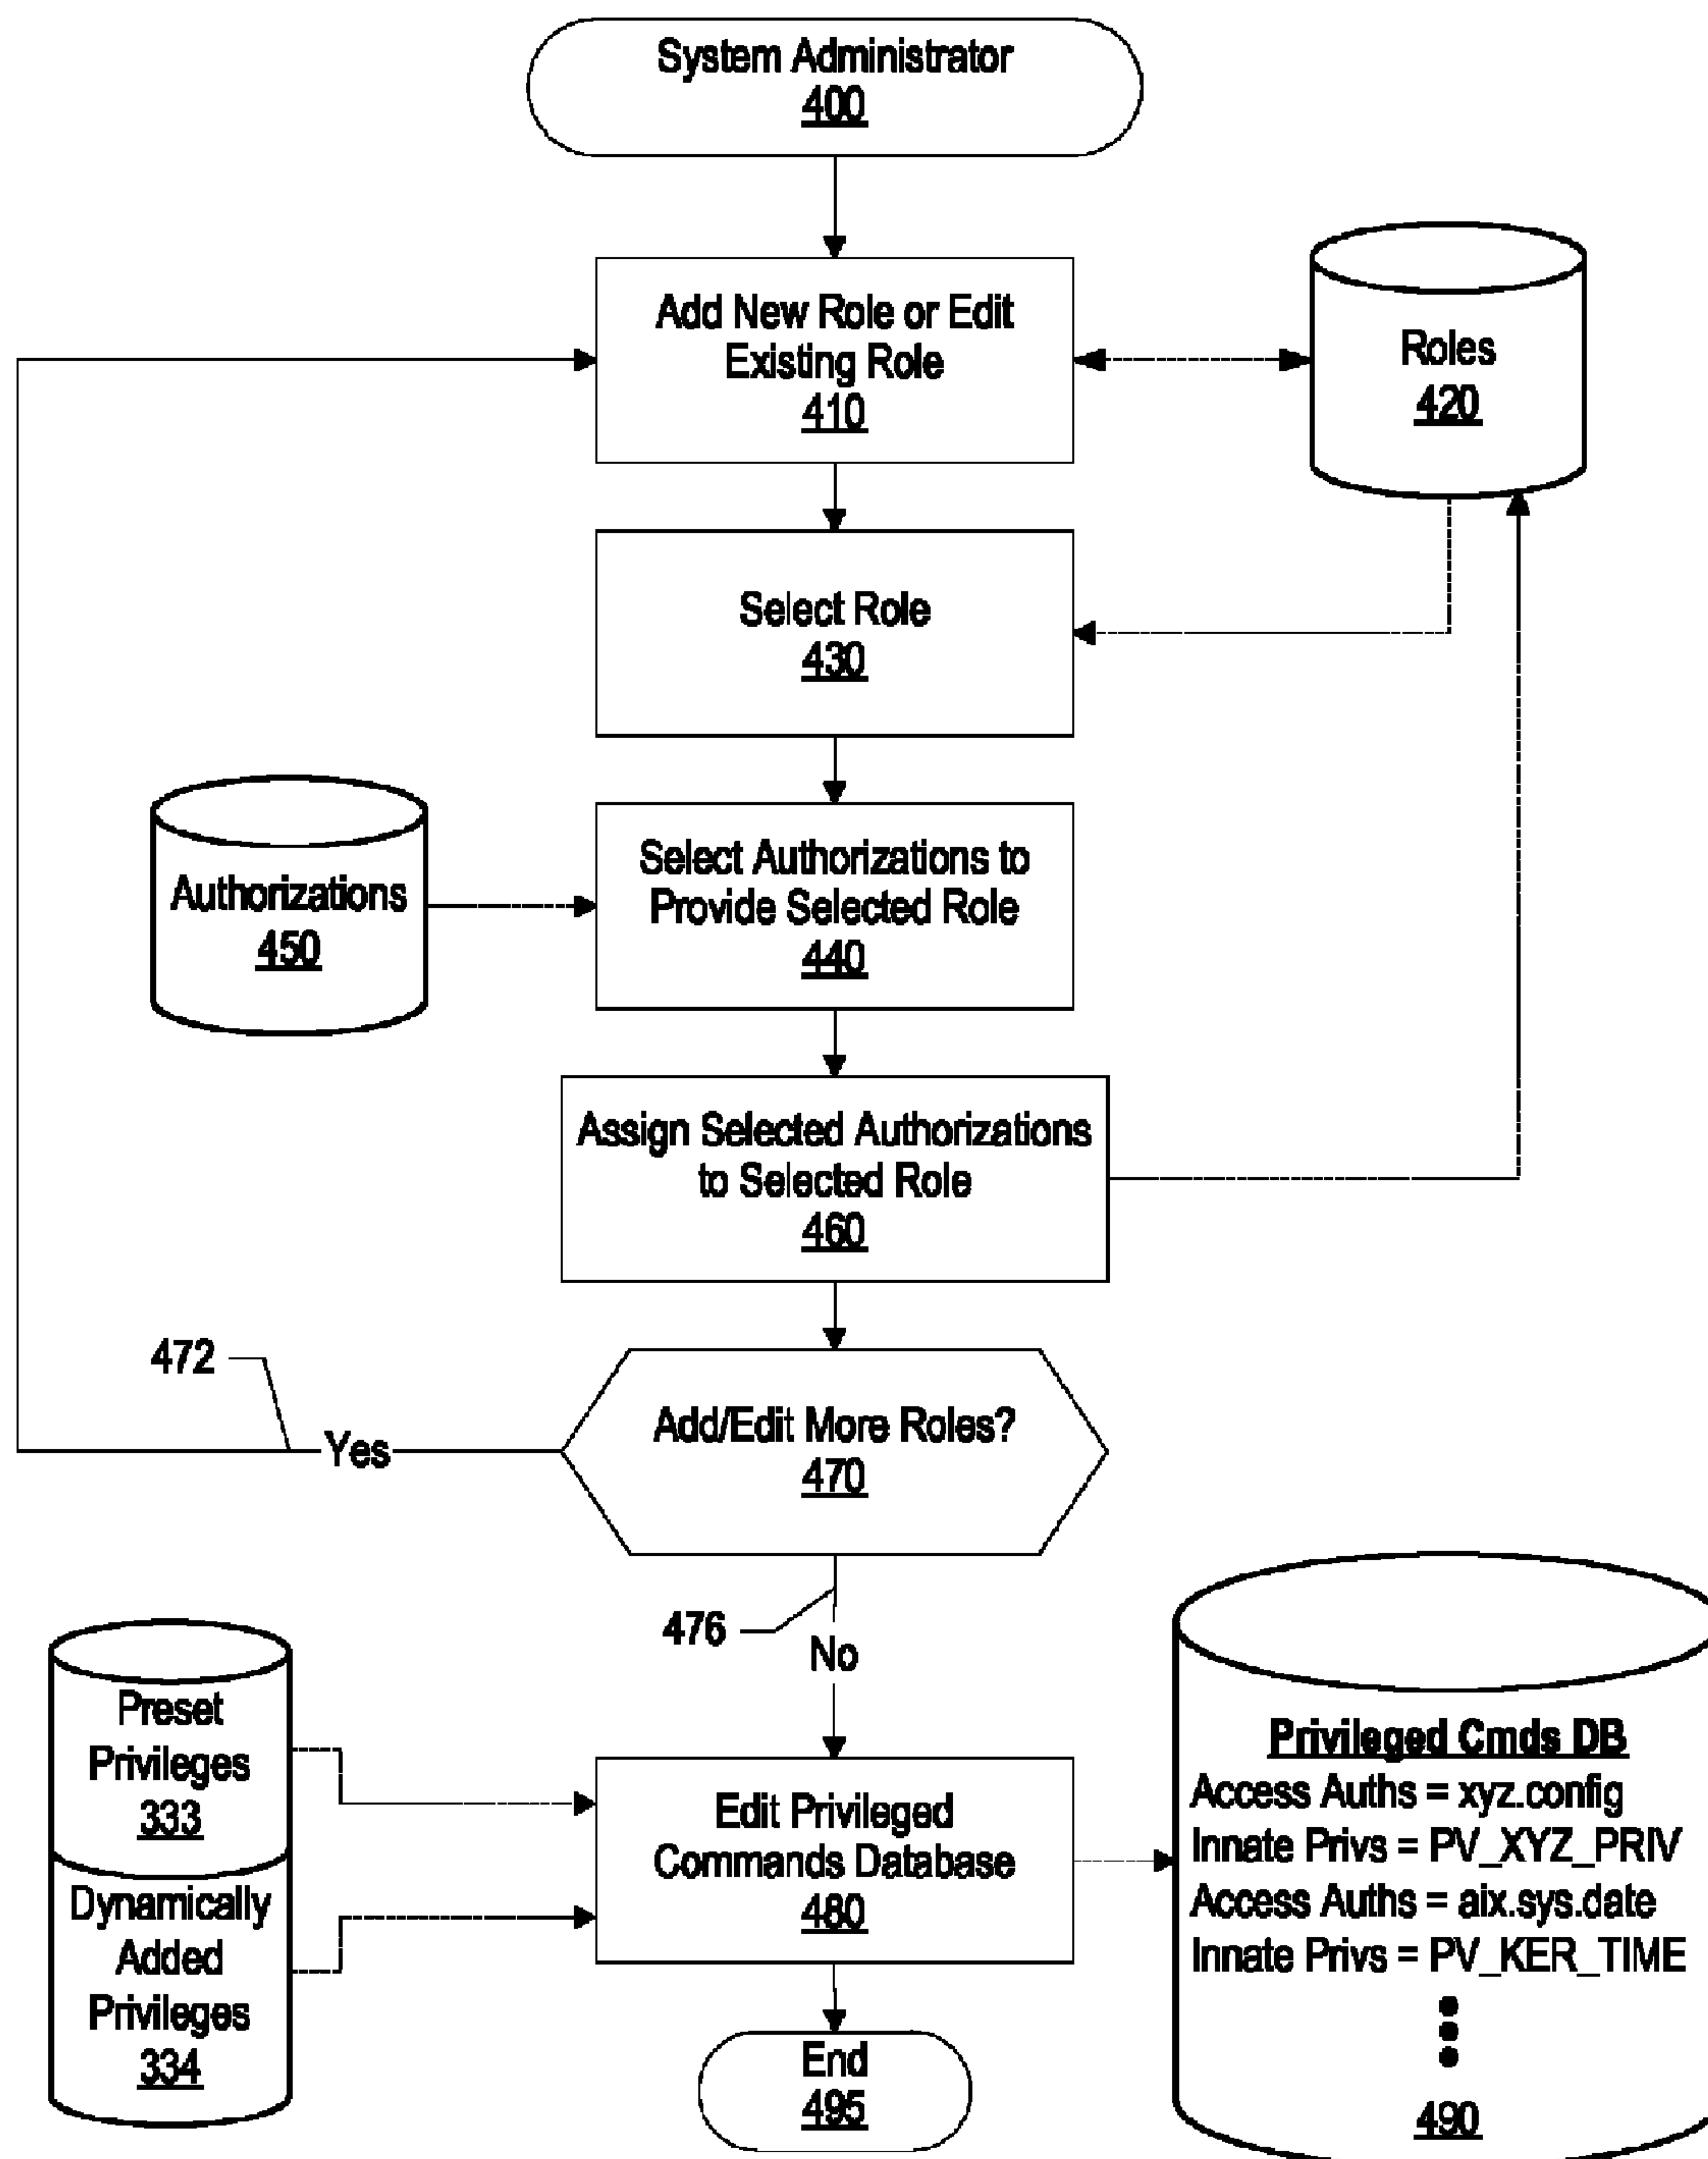 System Administrator
400
Add New Role or Edit
Existing Role
410
Roles
420
Select Role
430
Select Authorizations to
Provide Selected Role
440
Authorizations
450
Assign Selected Authorizations
to Selected Role
460
472
Yes
Add/Edit More Roles?
470
476
No
Preset
Privileges
333
Dynamically
Added
Privileges
334
Edit Privileged
Commands Database
480
Privileged Cmds DB
Access Auths = xyz.config
Innate Privs = PV_XYZ_PRIV
Access Auths = aix.sys.date
Innate Privs = PV_KER_TIME
490
End
495